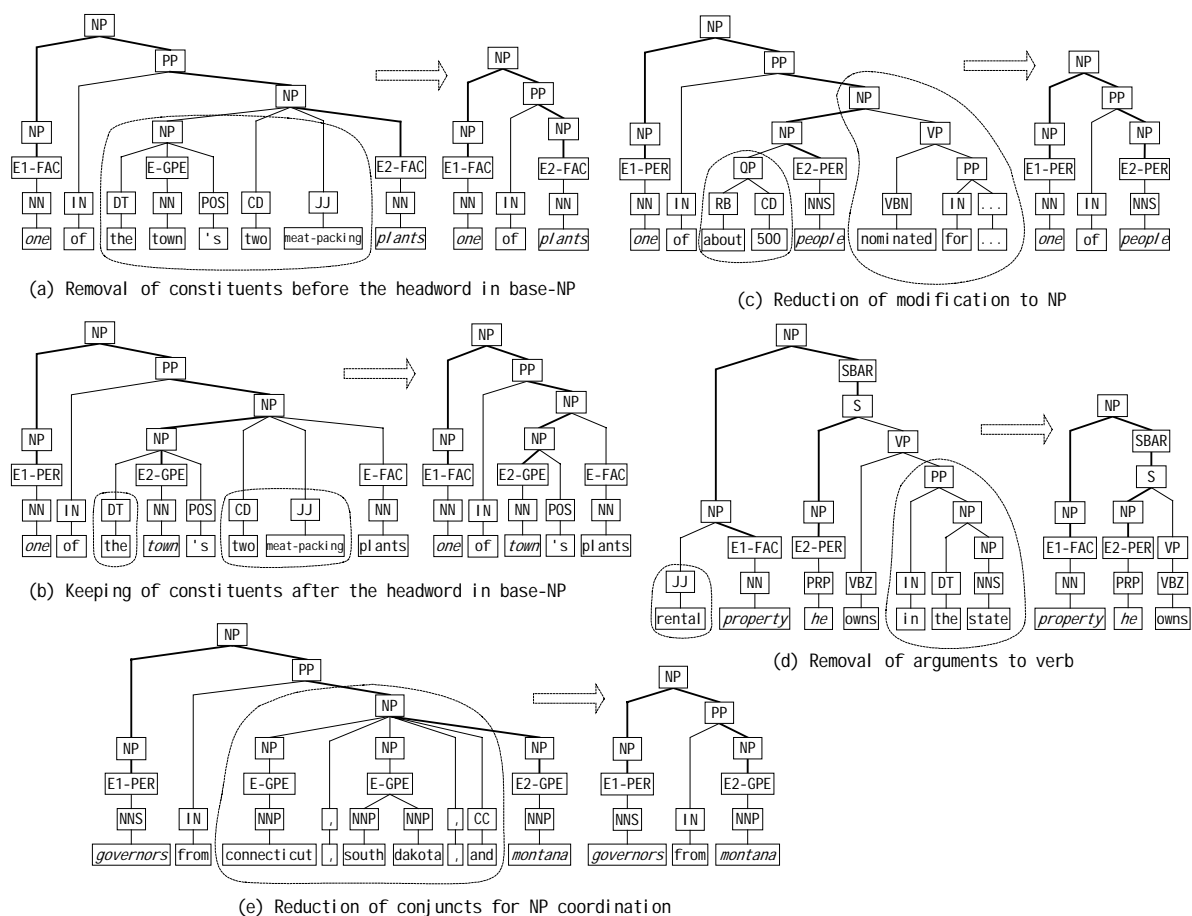 NP
PP
NP
NP NP
E1-FAC E-GPE E2-FAC
NN IN DT NN POS CD JJ NN
one of the town 's two meat-packing plants
NP
PP
NP NP
E1-FAC E2-FAC
NN IN NN
one of plants
(a) Removal of constituents before the headword in base-NP
NP
PP
NP
NP NP
E1-PER E2-GPE E-FAC
NN IN DT NN POS CD JJ NN
one of the town 's two meat-packing plants
NP
PP
NP
NP NP
E1-FAC E2-GPE E-FAC
NN IN NN POS NN
one of town 's plants
(b) Keeping of constituents after the headword in base-NP
NP
PP
NP
NP NP VP
E1-PER QP E2-PER PP
NN IN RB CD NNS VBN IN ...
one of about 500 people nominated for ...
NP
PP
NP NP
E1-PER E2-PER
NN IN NNS
one of people
(c) Reduction of modification to NP
NP
SBAR
S
VP
PP
NP NP NP
E1-FAC E2-PER NP
JJ NN PRP VBZ IN DT NNS
rental property he owns in the state
NP
SBAR
S
NP NP
E1-FAC E2-PER VP
NN PRP VBZ
property he owns
(d) Removal of arguments to verb
NP
PP
NP
NP NP NP NP
E1-PER E-GPE E-GPE E2-GPE
NNS IN NNP , NNP NNP , CC NNP
governors from connecticut , south dakota , and montana
NP
PP
NP NP
E1-PER E2-GPE
NNS IN NNP
governors from montana
(e) Reduction of conjuncts for NP coordination